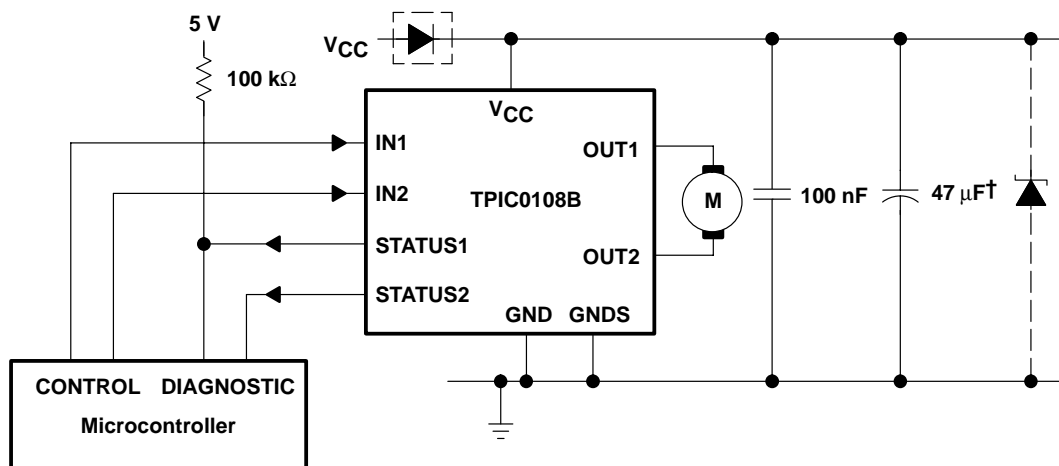 5 V
VCC
100 kΩ
VCC
IN1
OUT1
IN2
TPIC0108B
M
100 nF
47 μF†
STATUS1
OUT2
STATUS2
GND GNDS
CONTROL DIAGNOSTIC
Microcontroller